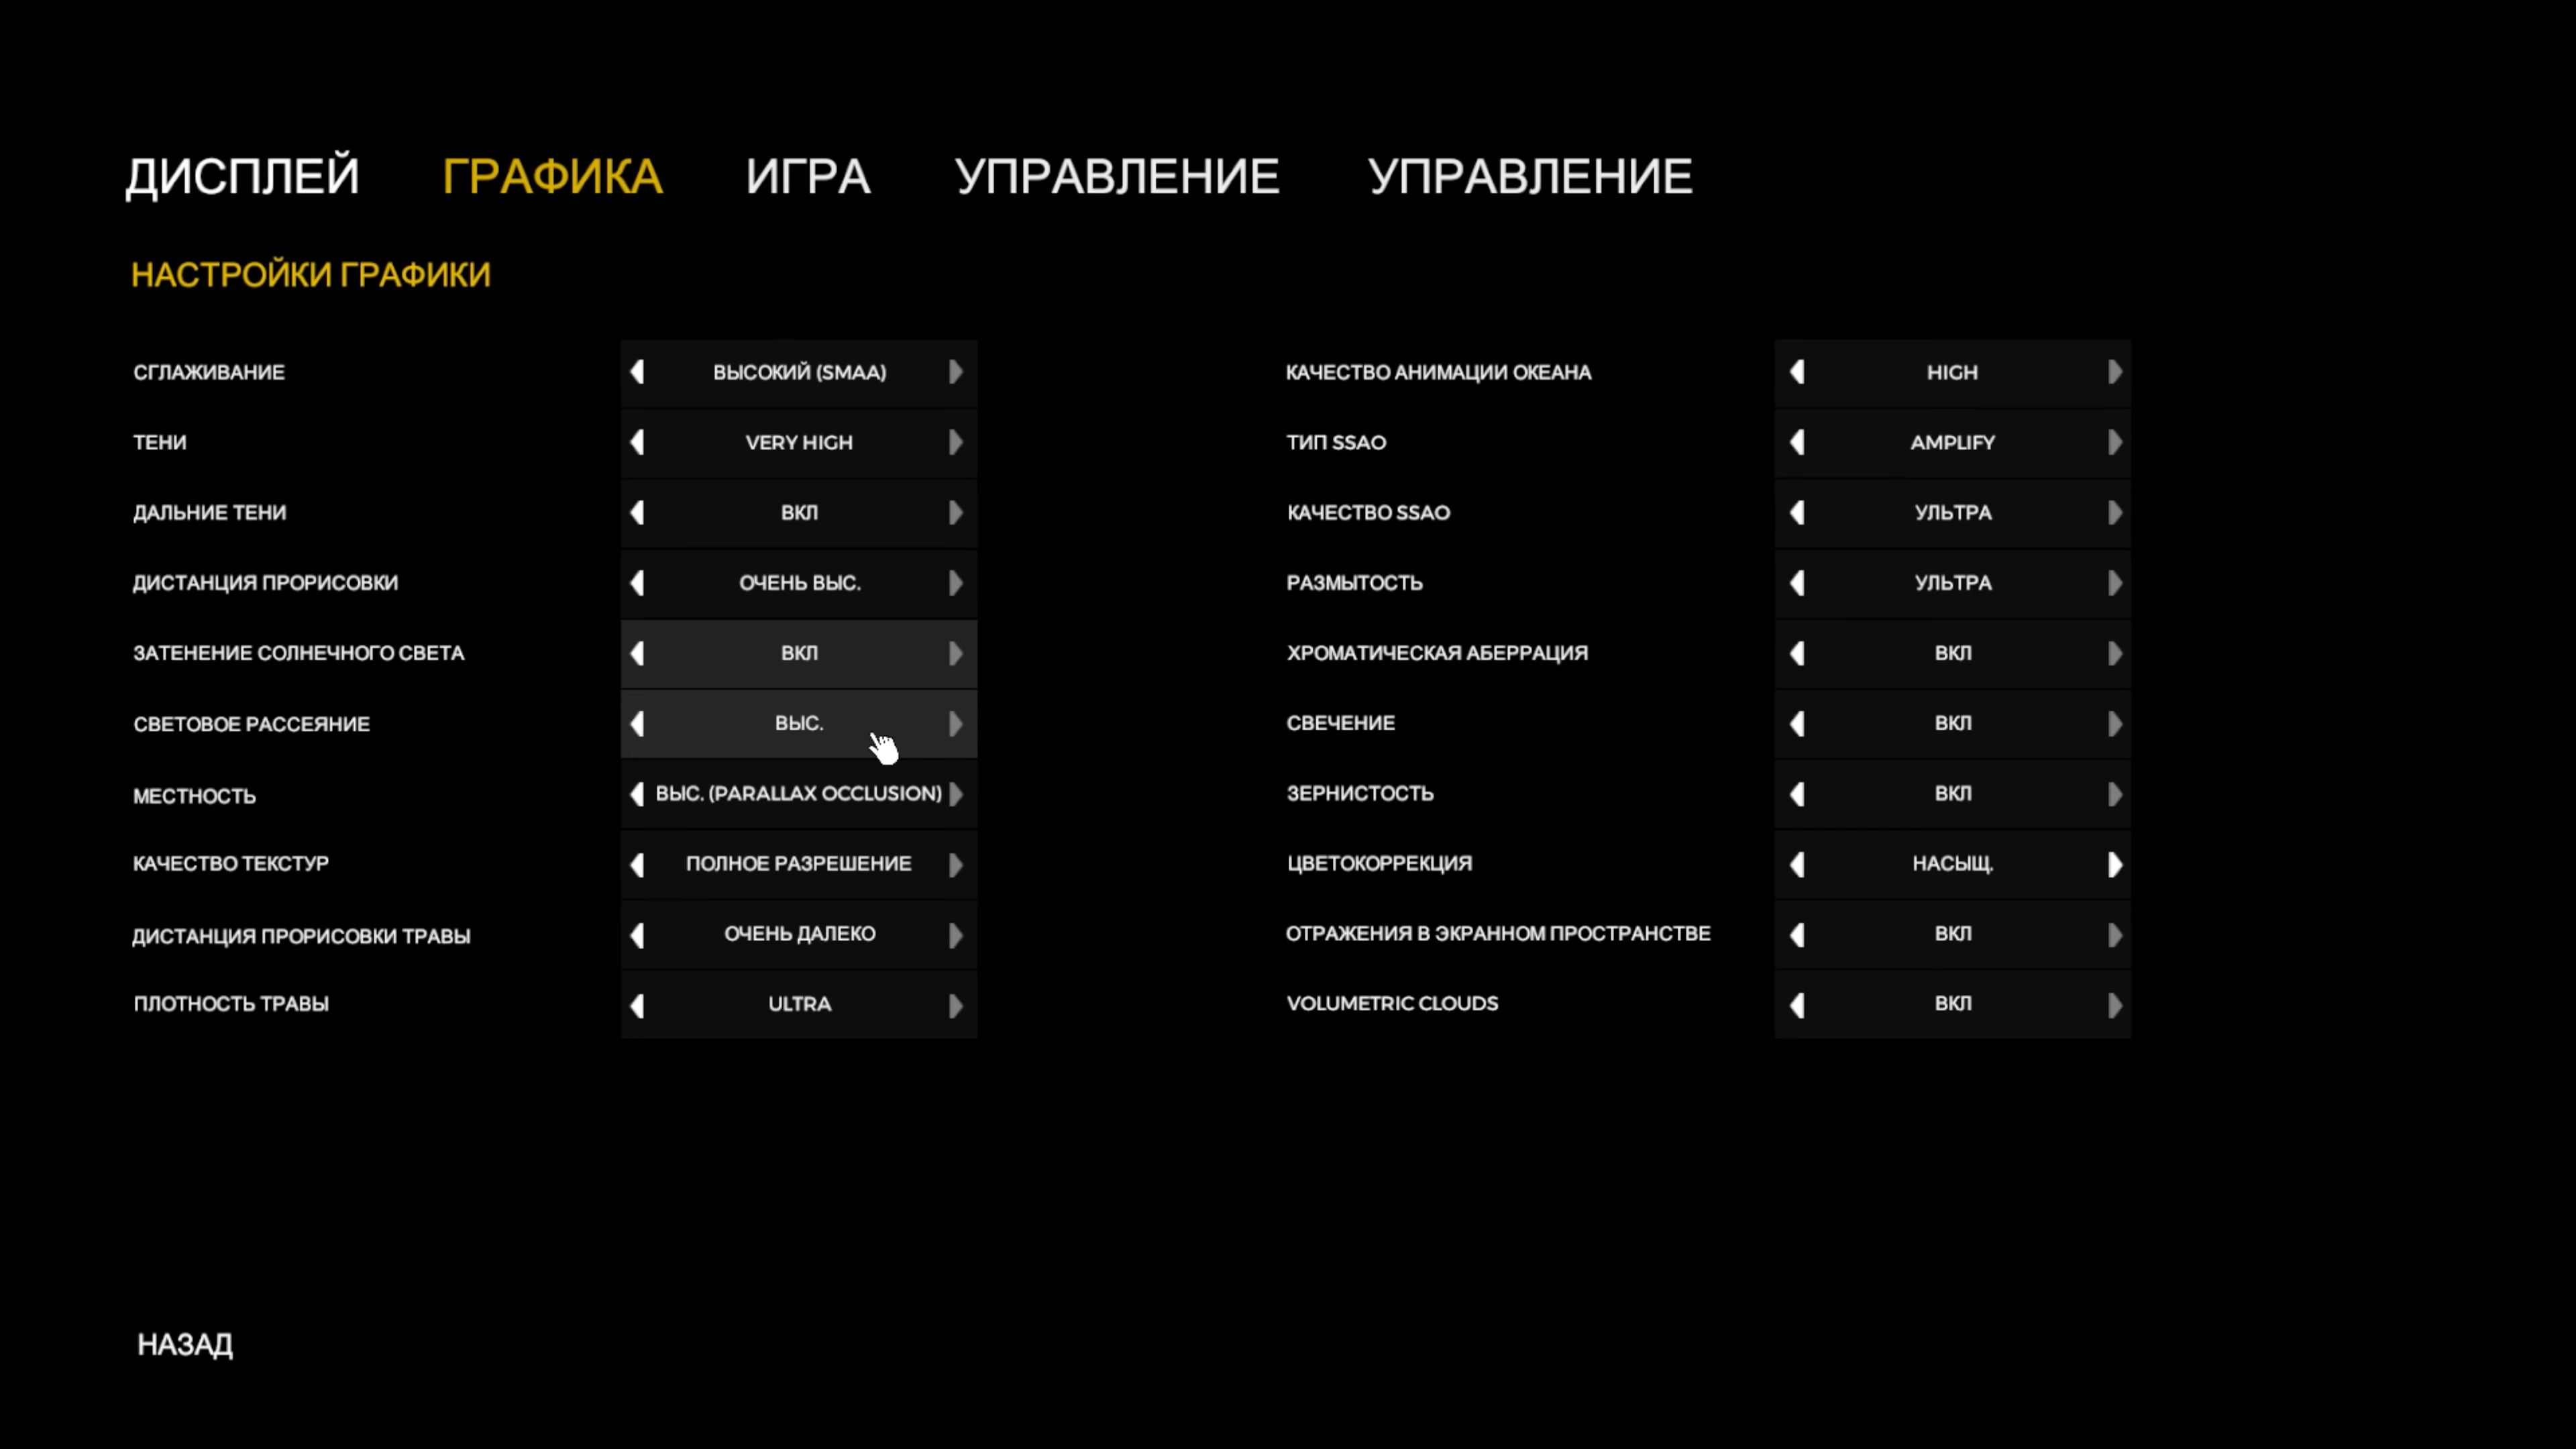 ДИСПЛЕЙ ГРАФИКА ИГРА УПРАВЛЕНИЕ УПРАВЛЕНИЕ
НАСТРОЙКИ ГРАФИКИ
СГЛАЖИВАНИЕ ВЫСОКИЙ (SMAA)
ТЕНИ VERY HIGH
ДАЛЬНИЕ ТЕНИ ВКЛ
ДИСТАНЦИЯ ПРОРИСОВКИ ОЧЕНЬ ВЫС.
ЗАТЕНЕНИЕ СОЛНЕЧНОГО СВЕТА ВКЛ
СВЕТОВОЕ РАССЕЯНИЕ ВЫС.
МЕСТНОСТЬ ВЫС. (PARALLAX OCCLUSION)
КАЧЕСТВО ТЕКСТУР ПОЛНОЕ РАЗРЕШЕНИЕ
ДИСТАНЦИЯ ПРОРИСОВКИ ТРАВЫ ОЧЕНЬ ДАЛЕКО
ПЛОТНОСТЬ ТРАВЫ ULTRA
КАЧЕСТВО АНИМАЦИИ ОКЕАНА HIGH
ТИП SSAO AMPLIFY
КАЧЕСТВО SSAO УЛЬТРА
РАЗМЫТОСТЬ УЛЬТРА
ХРОМАТИЧЕСКАЯ АБЕРРАЦИЯ ВКЛ
СВЕЧЕНИЕ ВКЛ
ЗЕРНИСТОСТЬ ВКЛ
ЦВЕТОКОРРЕКЦИЯ НАСЫЩ.
ОТРАЖЕНИЯ В ЭКРАННОМ ПРОСТРАНСТВЕ ВКЛ
VOLUMETRIC CLOUDS ВКЛ
НАЗАД